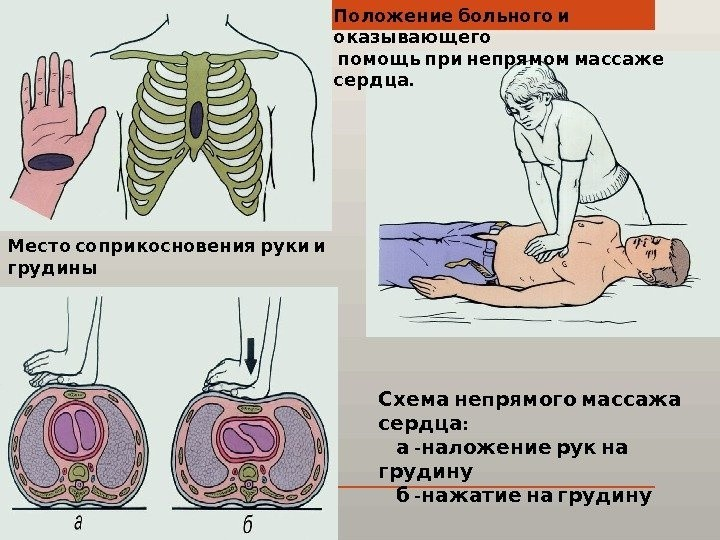 Положение больного и
оказывающего
помощь при непрямом массаже
сердца.
Место соприкосновения руки и
грудины
Схема непрямого массажа
сердца:
а -наложение рук на
грудину
б -нажатие на грудину
а
б